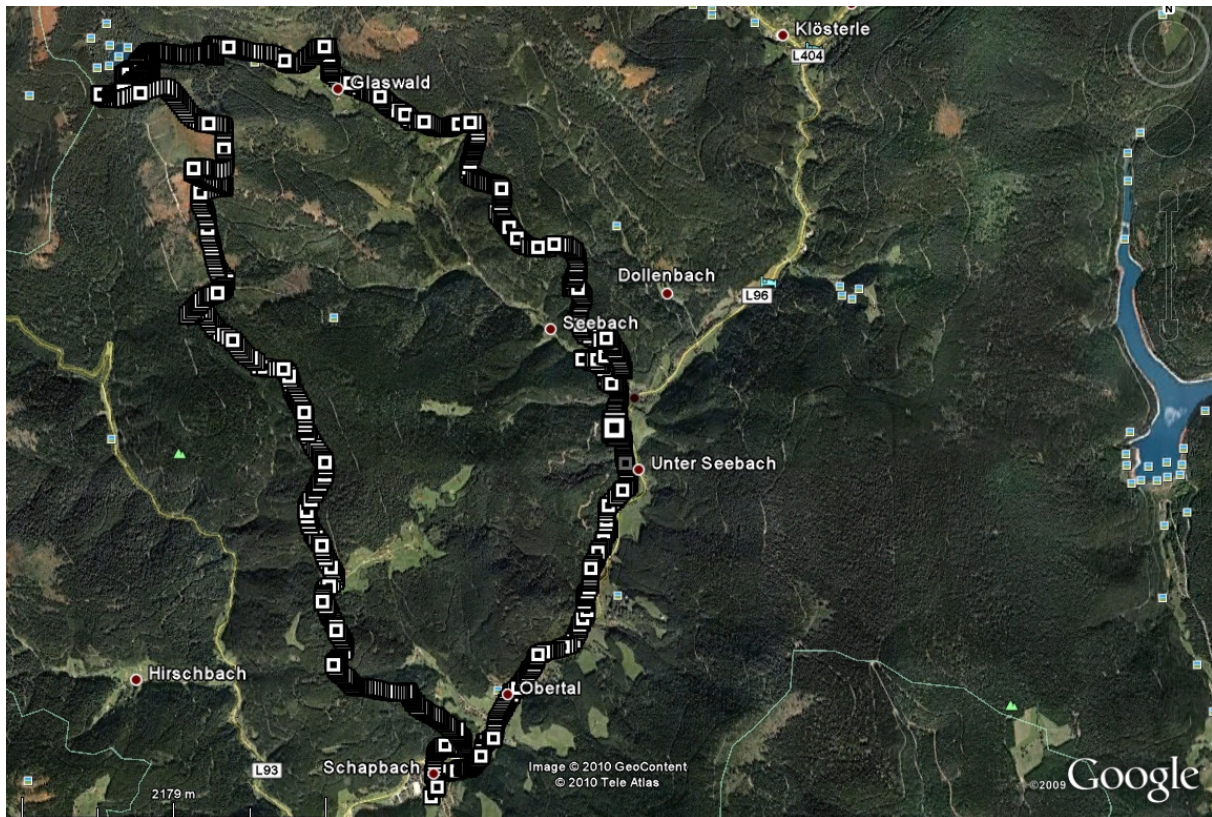 N
Klösterle
L404
Glaswald
Dollenbach
L96
Seebach
Unter Seebach
Hirschbach
Obertal
Schapbach
L93
2179 m
Image © 2010 GeoContent
© 2010 Tele Atlas
©2009 Google